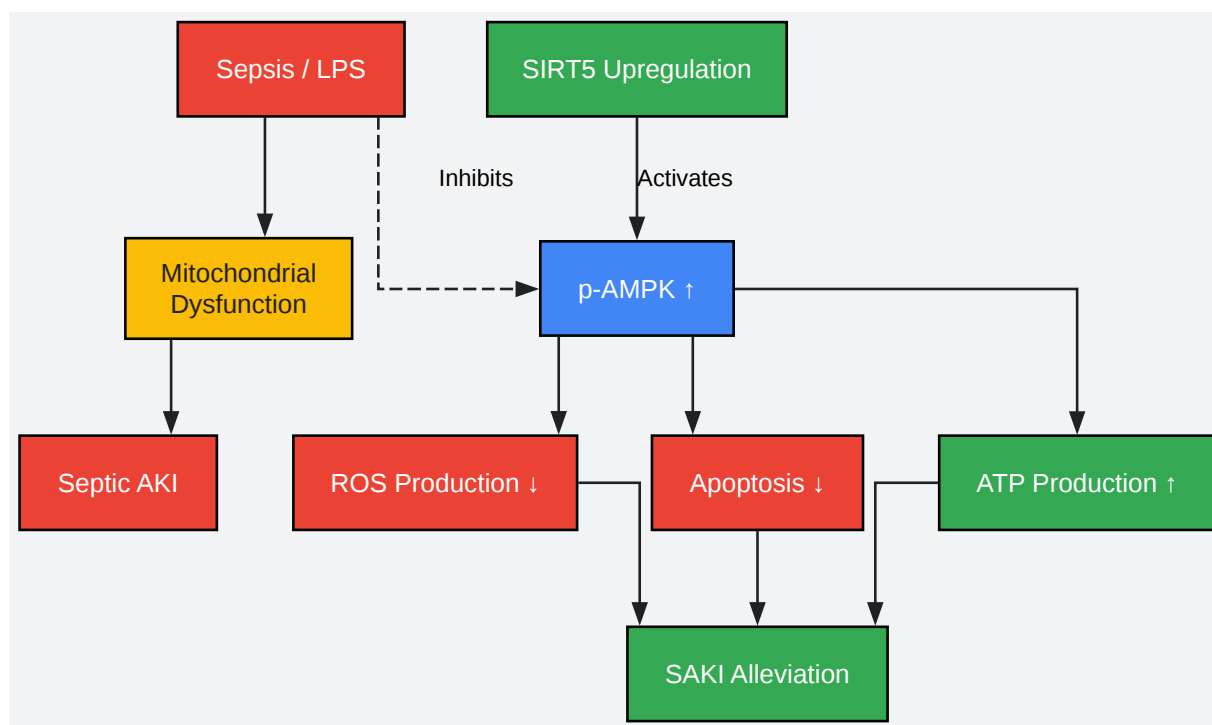 Sepsis / LPS
SIRT5 Upregulation
Inhibits
Activates
Mitochondrial
Dysfunction
p-AMPK ↑
Septic AKI
ROS Production ↓
Apoptosis ↓
ATP Production ↑
SAKI Alleviation